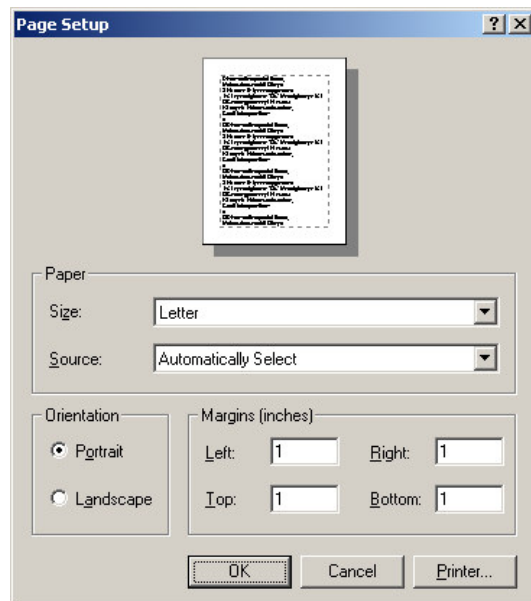 Page Setup
Paper
Size: Letter
Source: Automatically Select
Orientation
Portrait
Landscape
Margins (inches)
Left: 1 Right: 1
Top: 1 Bottom: 1
OK Cancel Printer...